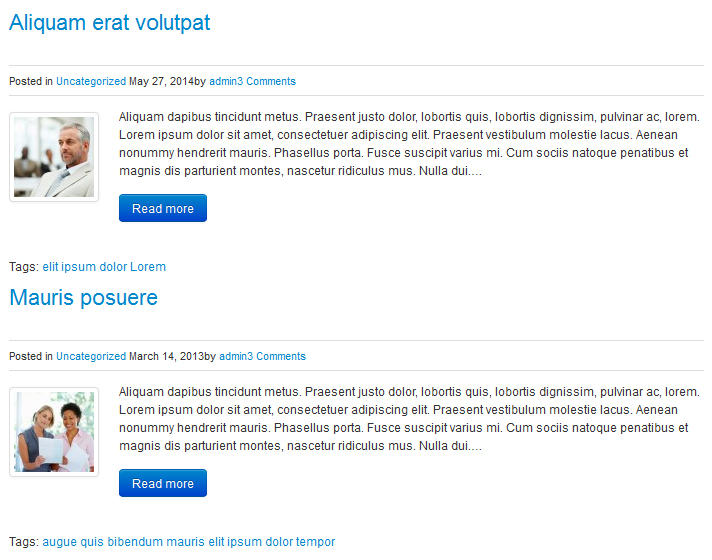 Aliquam erat volutpat
Posted in Uncategorized May 27, 2014by admin3 Comments
Aliquam dapibus tincidunt metus. Praesent justo dolor, lobortis quis, lobortis dignissim, pulvinar ac, lorem.
Lorem ipsum dolor sit amet, consectetuer adipiscing elit. Praesent vestibulum molestie lacus. Aenean
nonummy hendrerit mauris. Phasellus porta. Fusce suscipit varius mi. Cum sociis natoque penatibus et
magnis dis parturient montes, nascetur ridiculus mus. Nulla dui....
Read more
Tags: elit ipsum dolor Lorem
Mauris posuere
Posted in Uncategorized March 14, 2013by admin3 Comments
Aliquam dapibus tincidunt metus. Praesent justo dolor, lobortis quis, lobortis dignissim, pulvinar ac, lorem.
Lorem ipsum dolor sit amet, consectetuer adipiscing elit. Praesent vestibulum molestie lacus. Aenean
nonummy hendrerit mauris. Phasellus porta. Fusce suscipit varius mi. Cum sociis natoque penatibus et
magnis dis parturient montes, nascetur ridiculus mus. Nulla dui....
Read more
Tags: augue quis bibendum mauris elit ipsum dolor tempor